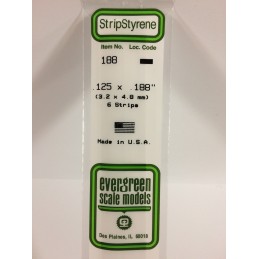 StripStyrene
Item No. Loc. Code
188
.125 x .188"
(3.2 x 4.8 mm)
6 Strips
Made in U.S.A.
evergreen
scale models
Des Plaines, IL 60018